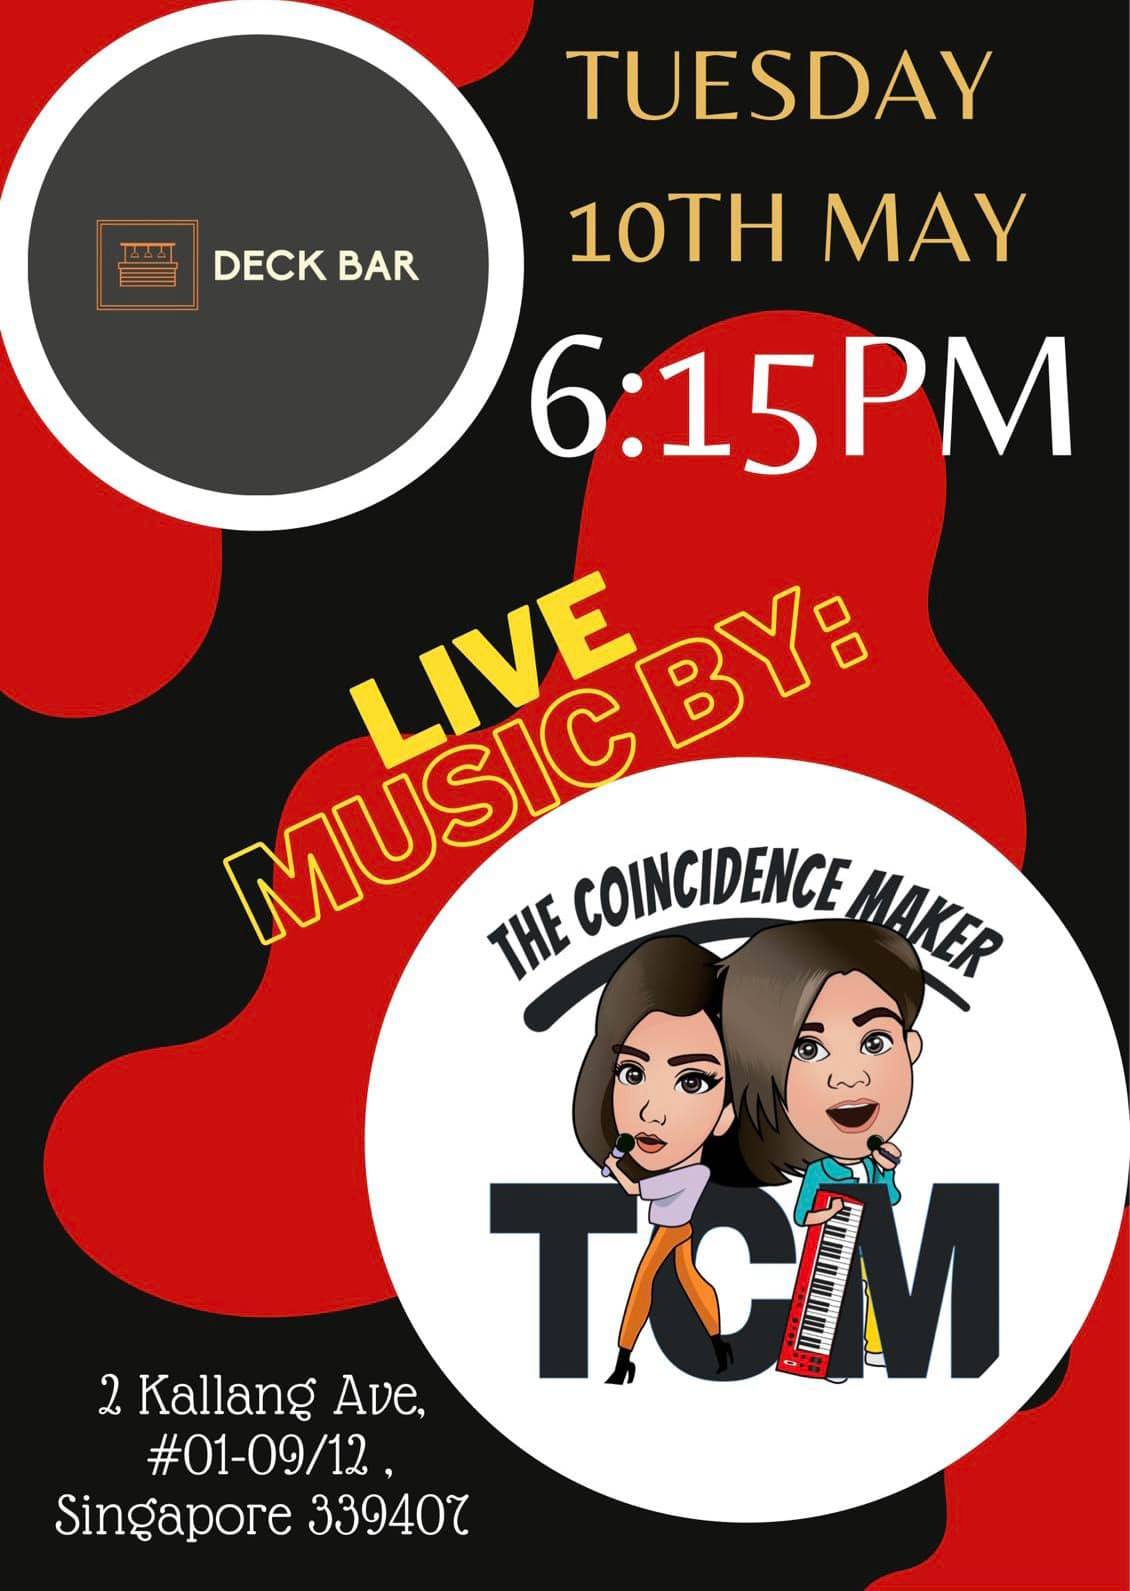 DECK BAR
TUESDAY
10TH MAY
6:15PM
LIVE
MUSIC BY:
THE COINCIDENCE MAKER
TCM
2 Kallang Ave,
#01-09/12 ,
Singapore 339407